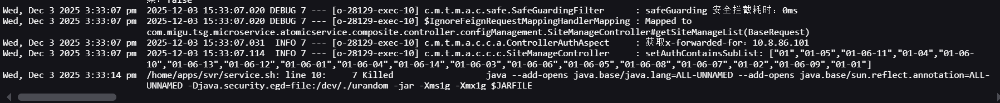 果: false
Wed, Dec 3 2025 3:33:07 pm 2025-12-03 15:33:07.020 DEBUG 7 --- [o-28129-exec-10] c.m.t.m.a.c.safe.SafeGuardingFilter : safeGuarding 安全拦截耗时：0ms
Wed, Dec 3 2025 3:33:07 pm 2025-12-03 15:33:07.020 DEBUG 7 --- [o-28129-exec-10] $IgnoreFeignRequestMappingHandlerMapping : Mapped to
com.migu.tsg.microservice.atomicservice.composite.controller.configManagement.SiteManageController#getSiteManageList(BaseRequest)
Wed, Dec 3 2025 3:33:07 pm 2025-12-03 15:33:07.031 INFO 7 --- [o-28129-exec-10] c.m.t.m.a.c.c.a.ControllerAuthAspect : 获取x-forwarded-for：10.8.86.101
Wed, Dec 3 2025 3:33:07 pm 2025-12-03 15:33:07.114 INFO 7 --- [o-28129-exec-10] c.m.t.m.a.c.c.c.SiteManageController : setAuthContainsSubList: ["01","01-05","01-06-11","01-04","01-06-
10","01-06-13","01-06-12","01-06-01","01-06-04","01-06-14","01-06-03","01-06-06","01-06-05","01-06-08","01-06-07","01-02","01-06-09","01-01"]
Wed, Dec 3 2025 3:33:14 pm /home/apps/svr/service.sh: line 10: 7 Killed java --add-opens java.base/java.lang=ALL-UNNAMED --add-opens java.base/sun.reflect.annotation=ALL-
UNNAMED -Djava.security.egd=file:/dev/./urandom -jar -Xms1g -Xmx1g $JARFILE